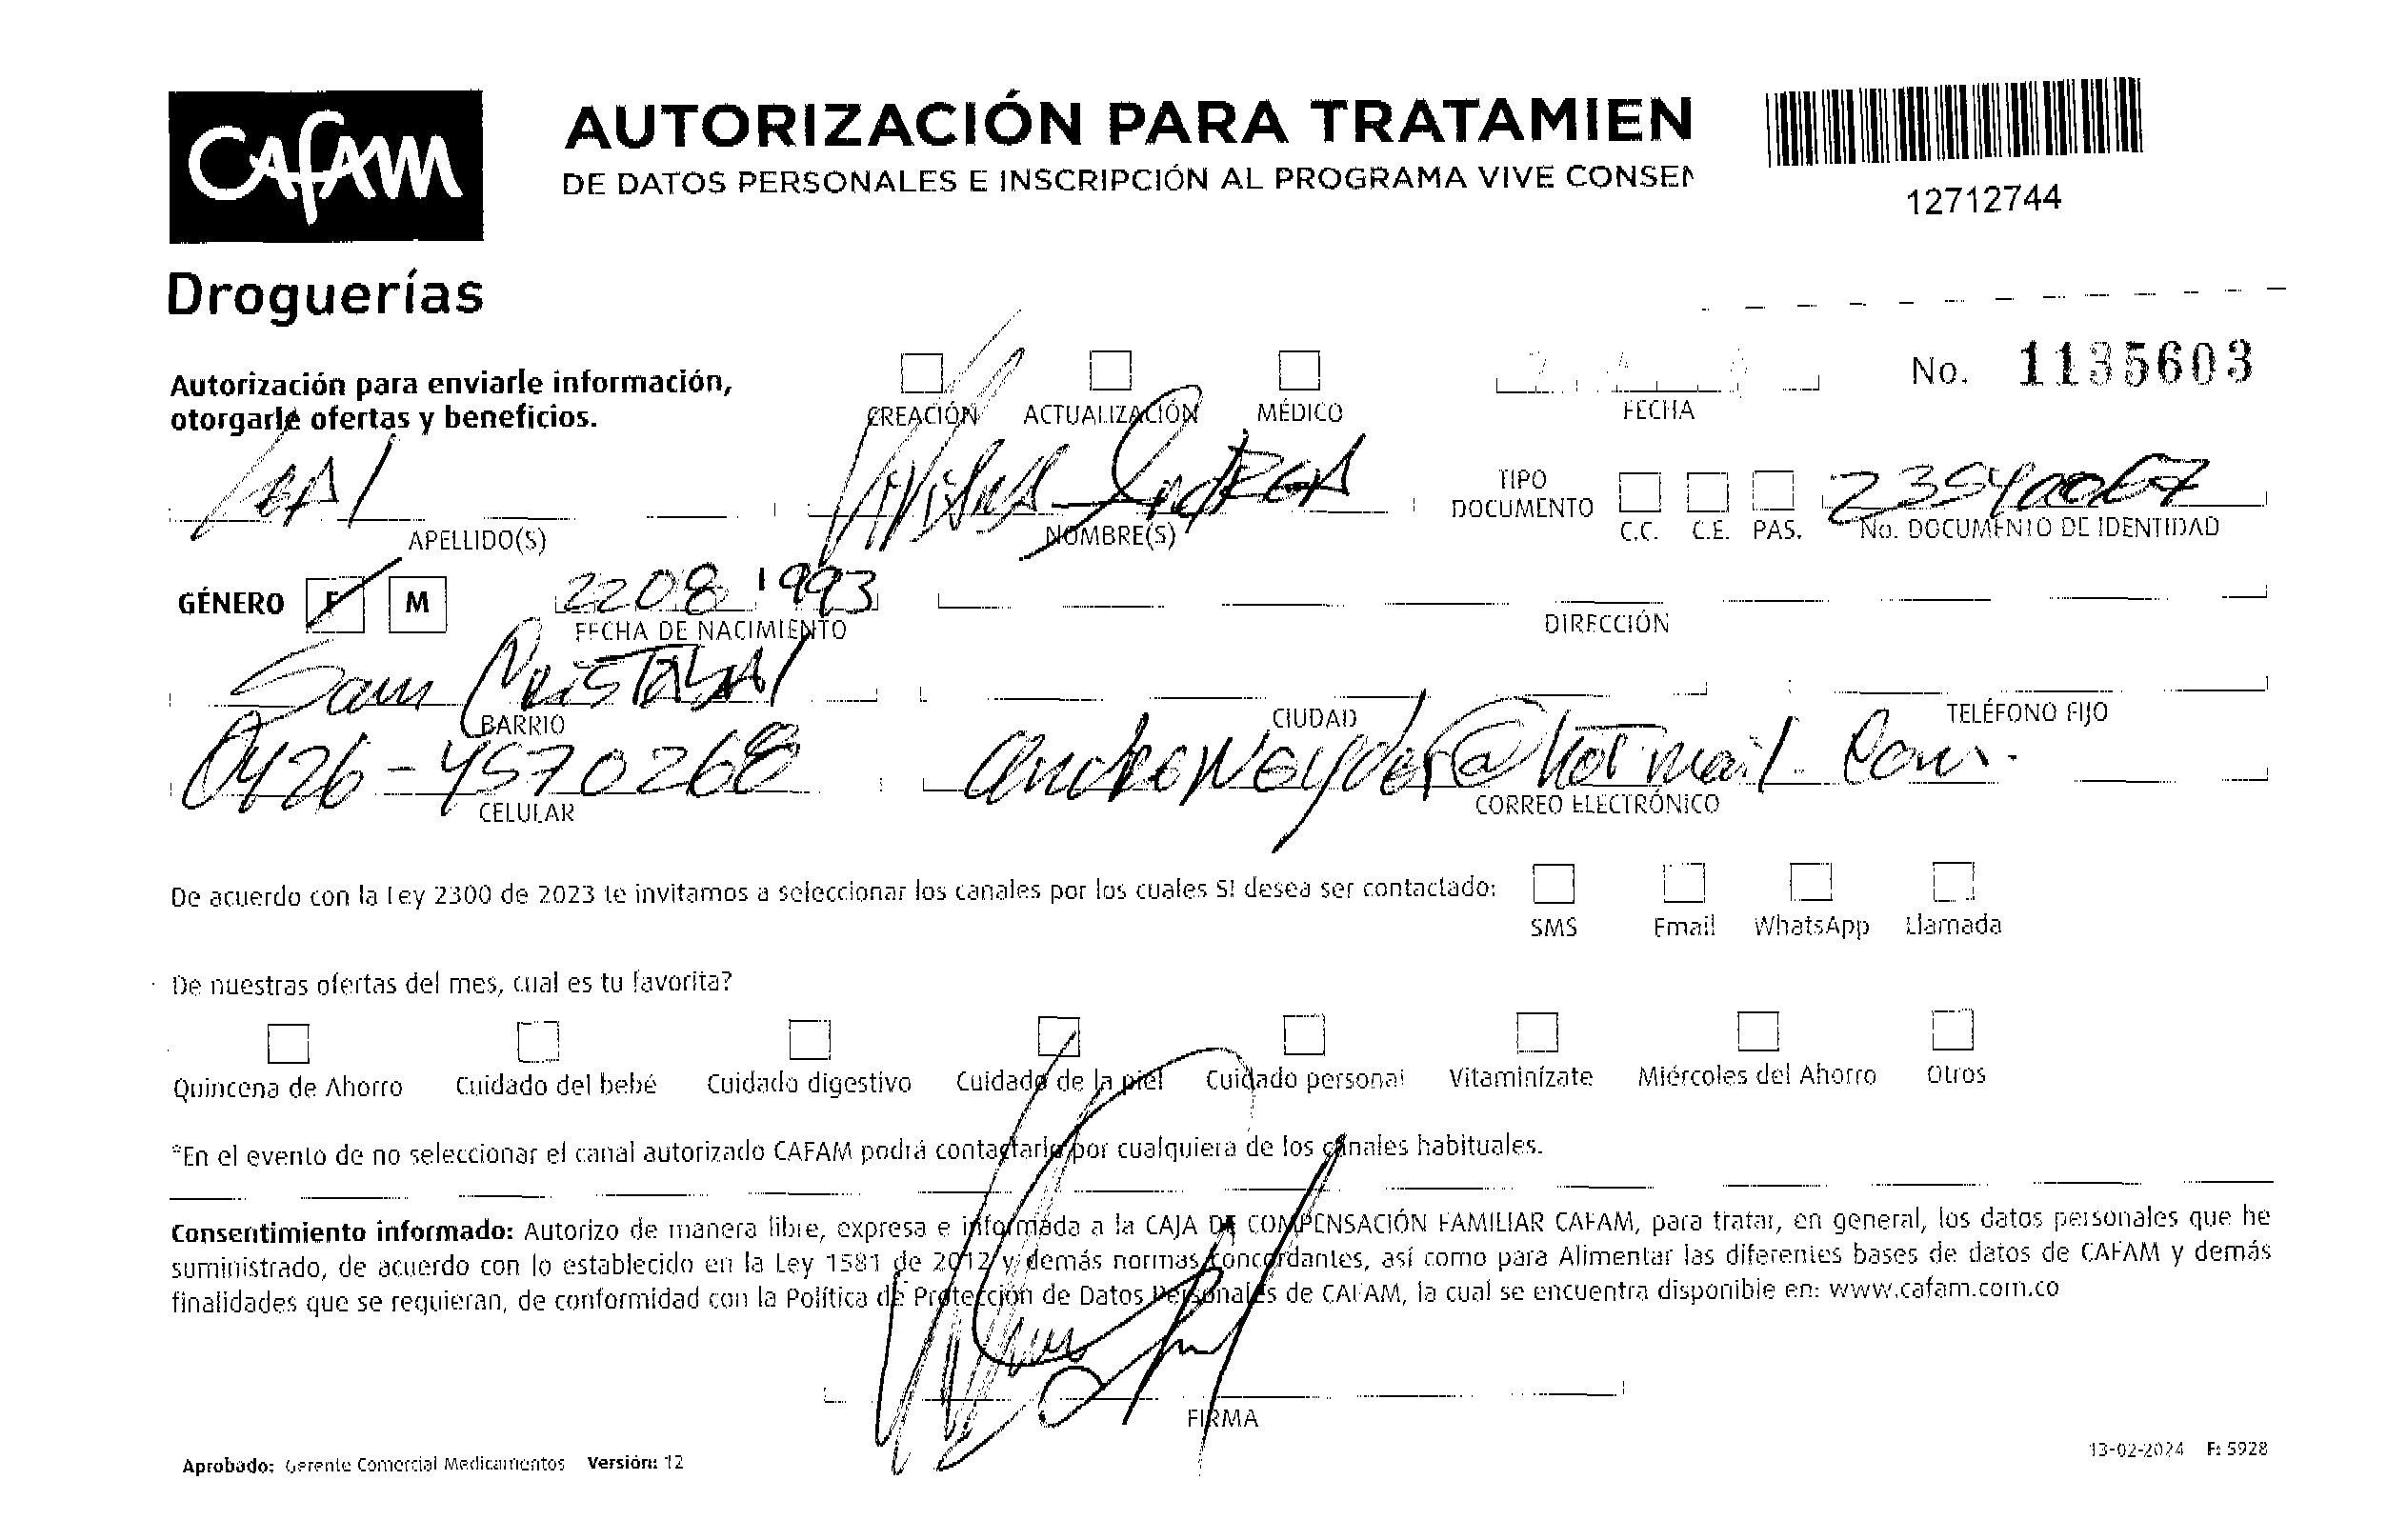 CAFAM
AUTORIZACIÓN PARA TRATAMIEN
DE DATOS PERSONALES E INSCRIPCIÓN AL PROGRAMA VIVE CONSEN
12712744
Droguerías
Autorización para enviarle información,
otorgarle ofertas y beneficios.
CREACIÓN ACTUALIZACIÓN MÉDICO
FECHA
No. 1135603
APELLIDO(S)
NOMBRE(S)
TIPO
DOCUMENTO
C.C. C.E. PAS.
No. DOCUMENTO DE IDENTIDAD
GÉNERO F M
22 08 1993
FECHA DE NACIMIENTO
DIRECCIÓN
San Cristobal
BARRIO
CIUDAD
TELÉFONO FIJO
0426-4570268
CELULAR
@hotmail.com.
CORREO ELECTRÓNICO
De acuerdo con la Ley 2300 de 2023 te invitamos a seleccionar los canales por los cuales SI desea ser contactado:
SMS Email WhatsApp Llamada
De nuestras ofertas del mes, cual es tu favorita?
Quincena de Ahorro Cuidado del bebé Cuidado digestivo Cuidado de la piel Cuidado personal Vitamínizate Miércoles del Ahorro Otros
*En el evento de no seleccionar el canal autorizado CAFAM podrá contactarlo por cualquiera de los canales habituales.
Consentimiento informado: Autorizo de manera libre, expresa e informada a la CAJA DE COMPENSACIÓN FAMILIAR CAFAM, para tratar, en general, los datos personales que he
suministrado, de acuerdo con lo establecido en la Ley 1581 de 2012 y demás normas concordantes, así como para Alimentar las diferentes bases de datos de CAFAM y demás
finalidades que se requieran, de conformidad con la Política de Protección de Datos Personales de CAFAM, la cual se encuentra disponible en: www.cafam.com.co
FIRMA
Aprobado: Gerente Comercial Medicamentos Versión: 12
13-02-2024 F: 5928